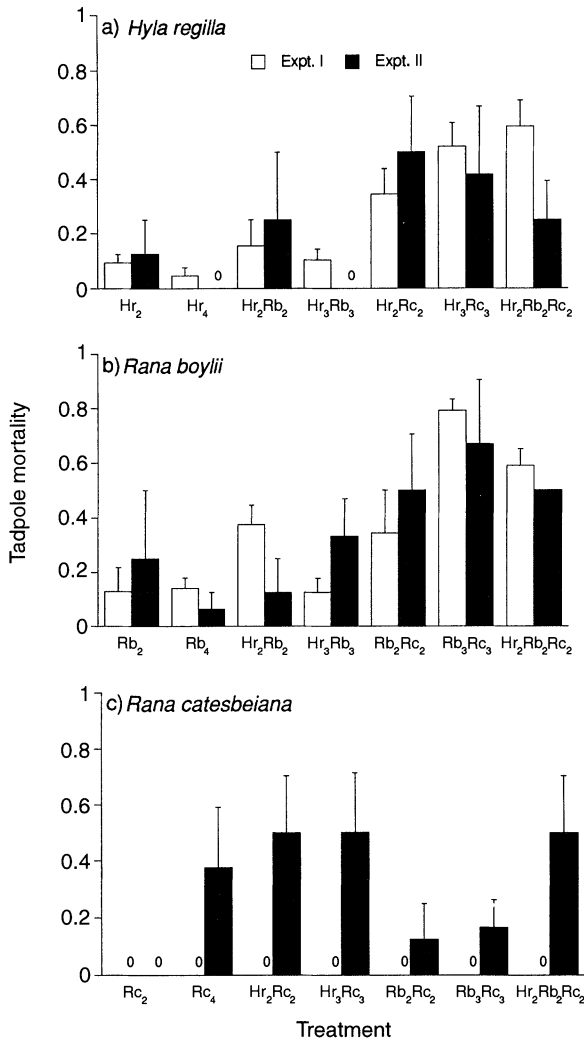 a) Hyla regilla
Expt. I Expt. II
1
0.8
0.6
0.4
0.2
0
0 0
Hr₂ Hr₄ Hr₂Rb₂ Hr₃Rb₃ Hr₂Rc₂ Hr₃Rc₃ Hr₂Rb₂Rc₂
b) Rana boylii
1
0.8
0.6
0.4
0.2
0
Rb₂ Rb₄ Hr₂Rb₂ Hr₃Rb₃ Rb₂Rc₂ Rb₃Rc₃ Hr₂Rb₂Rc₂
Tadpole mortality
c) Rana catesbeiana
1
0.8
0.6
0.4
0.2
0
0 0 0 0 0 0 0 0
Rc₂ Rc₄ Hr₂Rc₂ Hr₃Rc₃ Rb₂Rc₂ Rb₃Rc₃ Hr₂Rb₂Rc₂
Treatment